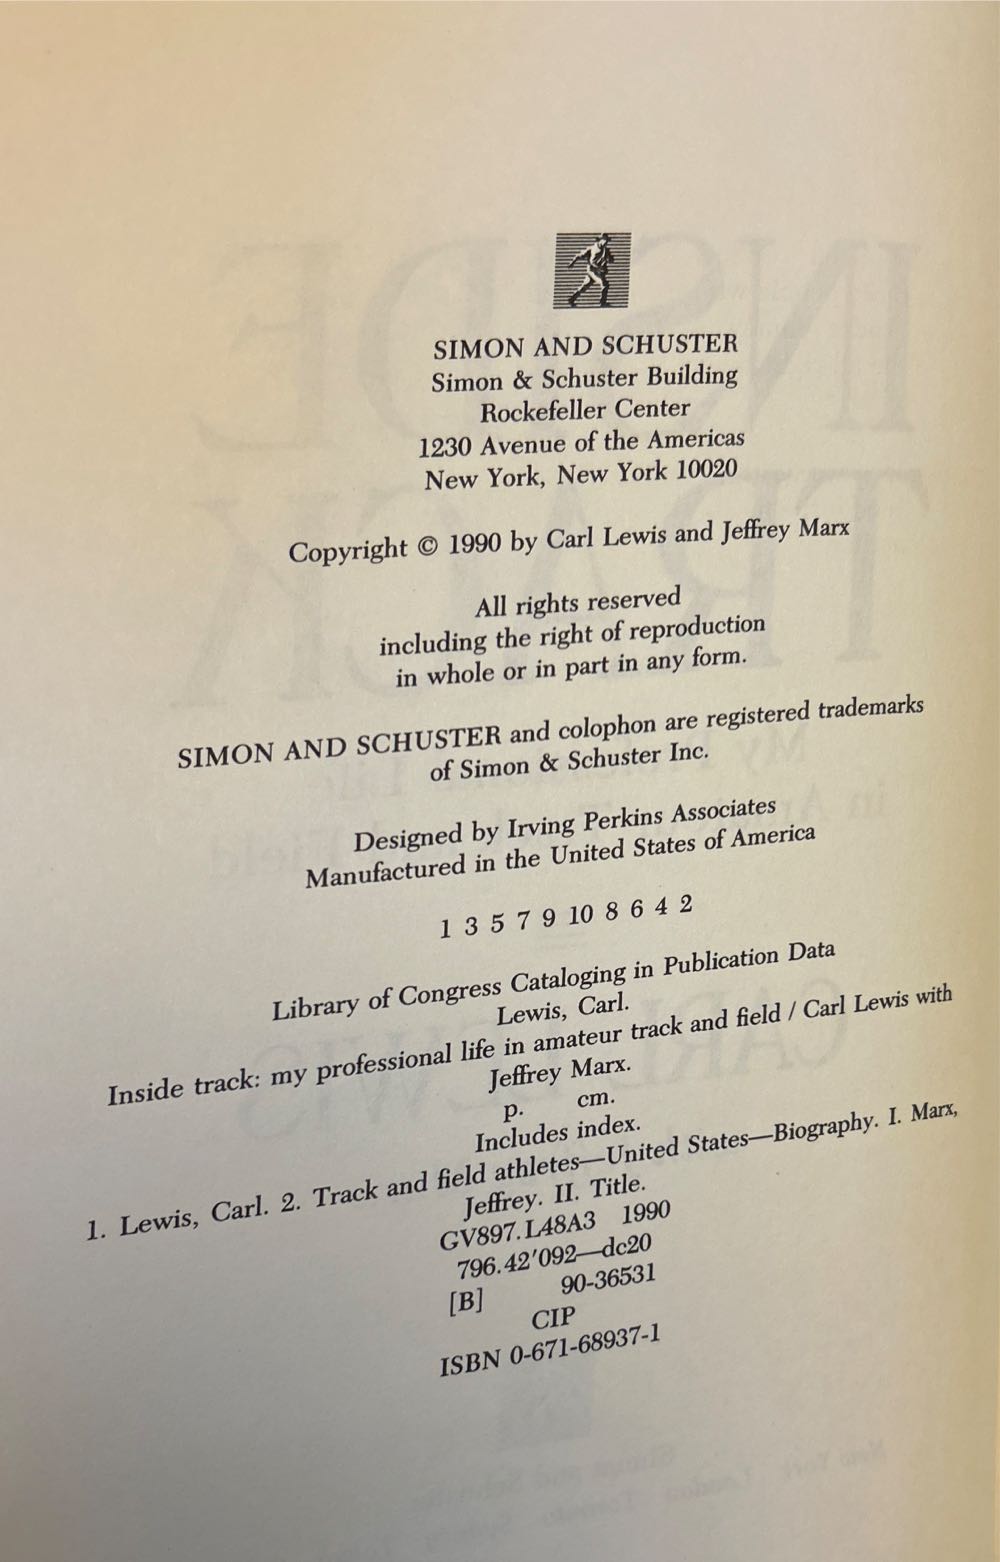 SIMON AND SCHUSTER
Simon & Schuster Building
Rockefeller Center
1230 Avenue of the Americas
New York, New York 10020
Copyright © 1990 by Carl Lewis and Jeffrey Marx
All rights reserved
including the right of reproduction
in whole or in part in any form.
SIMON AND SCHUSTER and colophon are registered trademarks
of Simon & Schuster Inc.
Designed by Irving Perkins Associates
Manufactured in the United States of America
1 3 5 7 9 10 8 6 4 2
Library of Congress Cataloging in Publication Data
Lewis, Carl.
Inside track: my professional life in amateur track and field / Carl Lewis with
Jeffrey Marx.
p. cm.
Includes index.
1. Lewis, Carl. 2. Track and field athletes—United States—Biography. I. Marx,
Jeffrey. II. Title.
GV897.L48A3 1990
796.42'092—dc20
[B] 90-36531
CIP
ISBN 0-671-68937-1